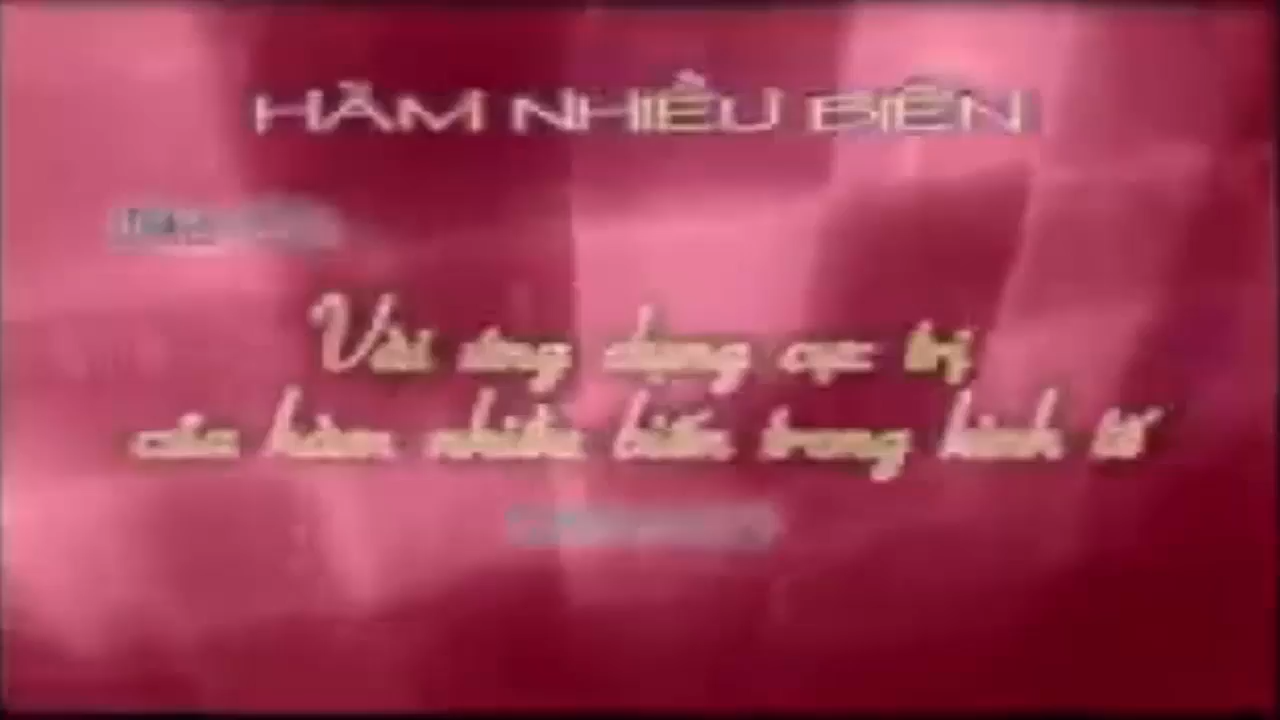 HÀM NHIỀU BIẾN
Vài ứng dụng cực trị
của hàm nhiều biến trong kinh tế